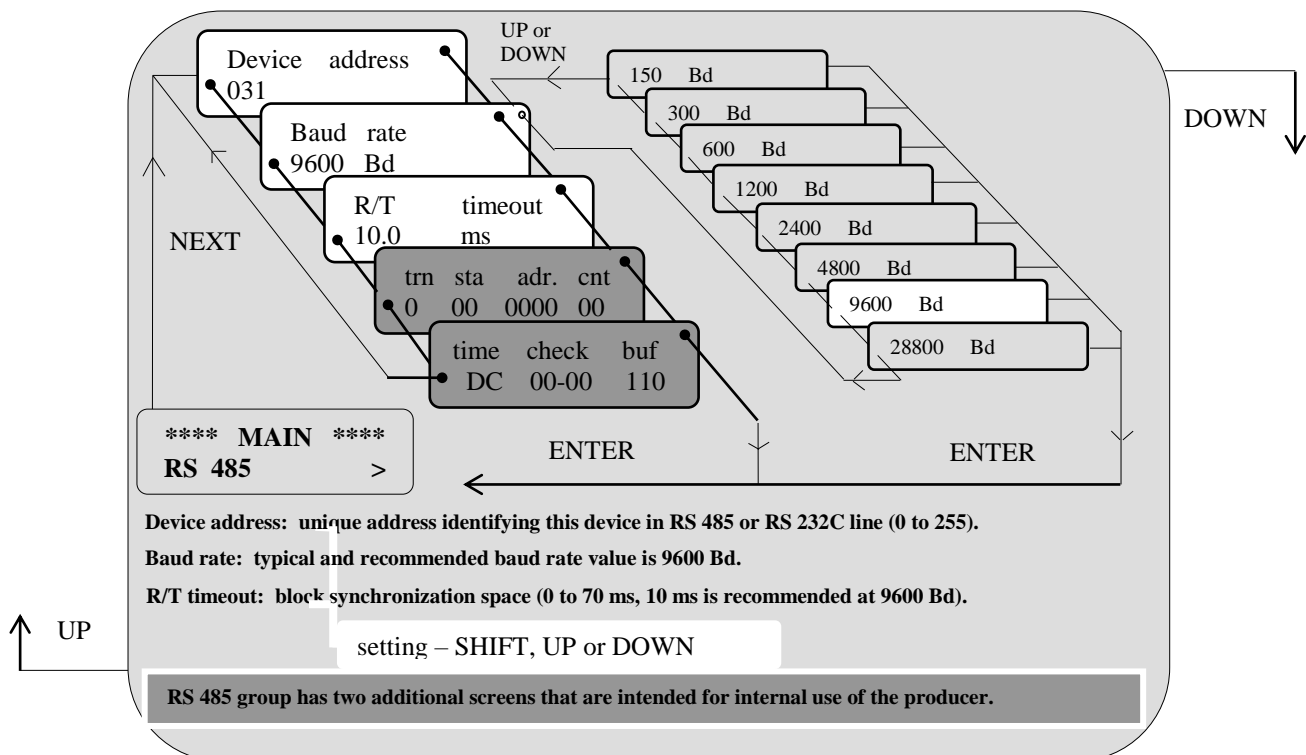 UP or
DOWN
Device address
031
Baud rate
9600 Bd
R/T timeout
10.0 ms
trn sta adr. cnt
0 00 0000 00
time check buf
DC 00-00 110
150 Bd
300 Bd
600 Bd
1200 Bd
2400 Bd
4800 Bd
9600 Bd
28800 Bd
DOWN
NEXT
**** MAIN ****
RS 485 >
ENTER
ENTER
Device address: unique address identifying this device in RS 485 or RS 232C line (0 to 255).
Baud rate: typical and recommended baud rate value is 9600 Bd.
R/T timeout: block synchronization space (0 to 70 ms, 10 ms is recommended at 9600 Bd).
UP
setting – SHIFT, UP or DOWN
RS 485 group has two additional screens that are intended for internal use of the producer.